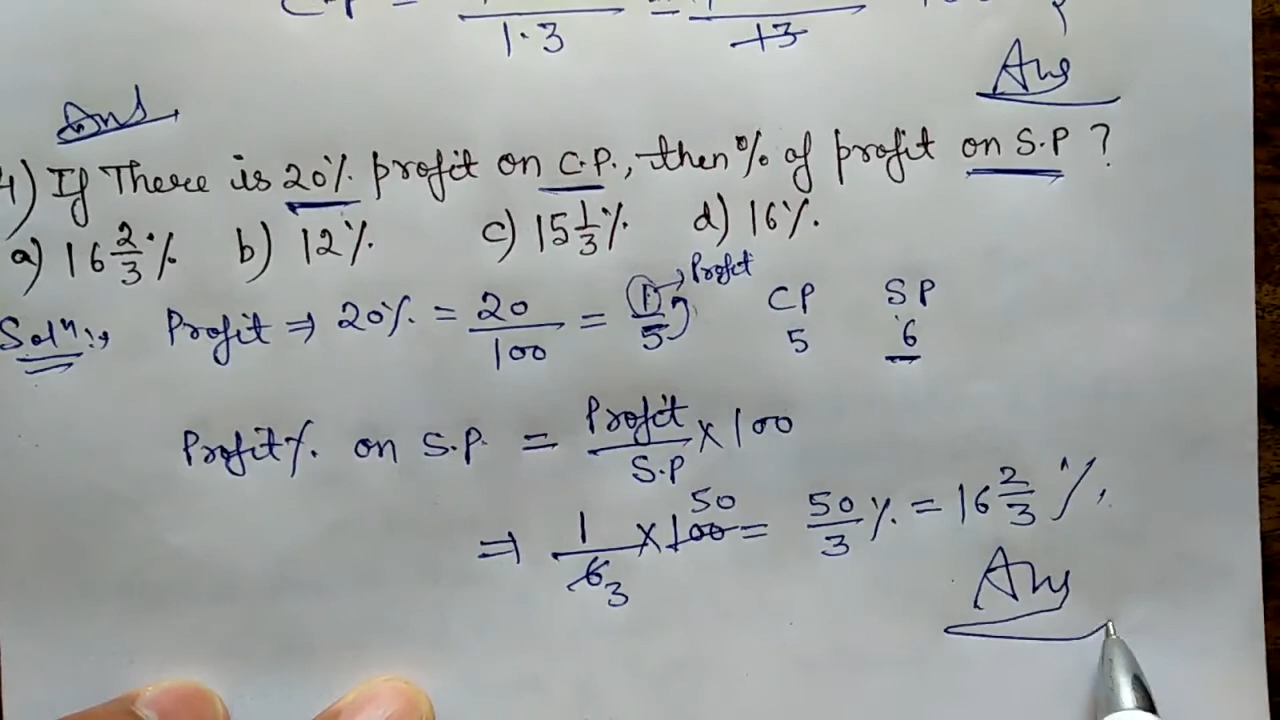 1.3 = 13
Ans
Ans
4) If There is 20% profit on C.P., then % of profit on S.P ?
a) 16 2/3 % b) 12% c) 15 1/3 % d) 16%.
Solⁿ:→ Profit ⇒ 20% = 20/100 = 1/5 → Profit CP SP
5 6
Profit% on S.P. = Profit/S.P × 100
50
⇒ 1/6 × 100 = 50/3 % = 16 2/3 %.
3
Ans